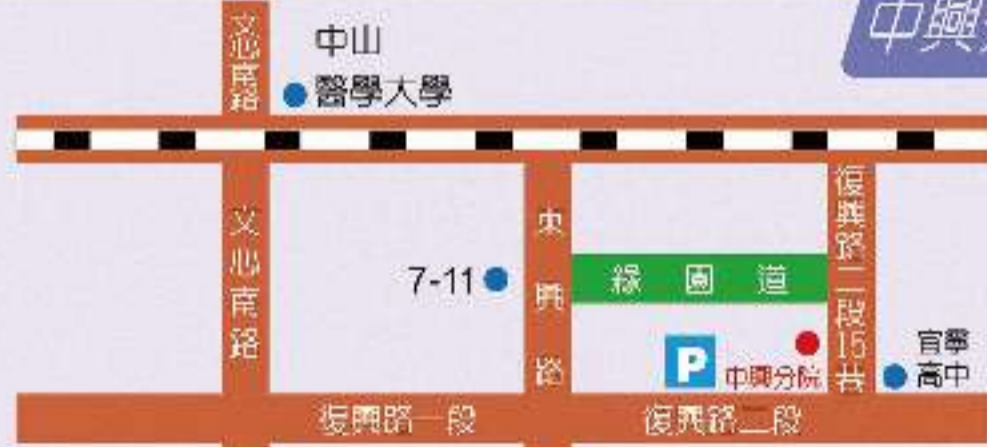 文心南路
中山
醫學大學
中興
文心南路
東興路
復興路二段15巷
7-11
綠園道
P
中興分院
宜寧
高中
復興路一段
復興路二段